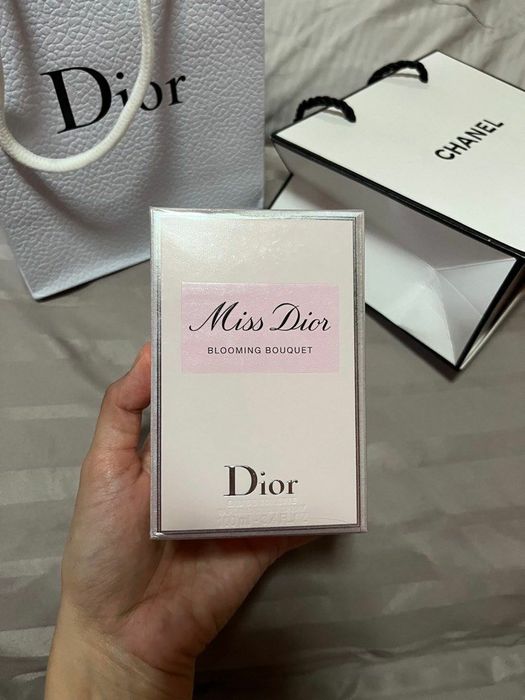 Dior
CHANEL
Miss Dior
BLOOMING BOUQUET
Dior